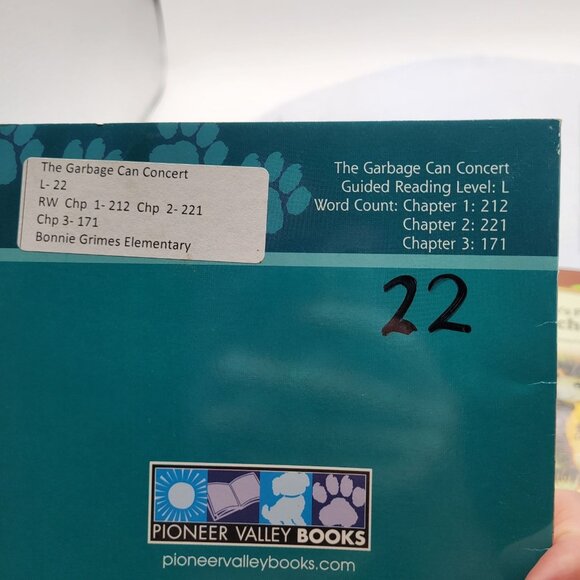 The Garbage Can Concert
L- 22
RW Chp 1- 212 Chp 2- 221
Chp 3- 171
Bonnie Grimes Elementary
The Garbage Can Concert
Guided Reading Level: L
Word Count: Chapter 1: 212
Chapter 2: 221
Chapter 3: 171
22
PIONEER VALLEY BOOKS
pioneervalleybooks.com